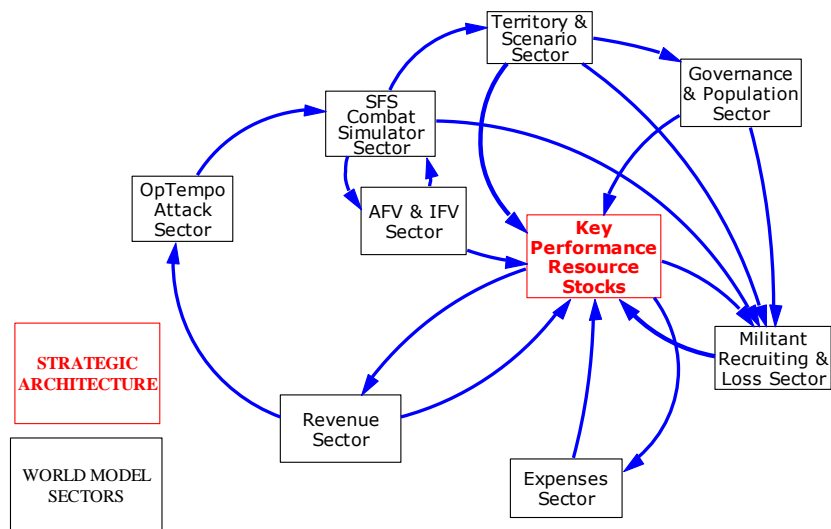 Territory &
Scenario
Sector
Governance
& Population
Sector
SFS
Combat
Simulator
Sector
OpTempo
Attack
Sector
AFV & IFV
Sector
Key
Performance
Resource
Stocks
STRATEGIC
ARCHITECTURE
Militant
Recruiting &
Loss Sector
Revenue
Sector
WORLD MODEL
SECTORS
Expenses
Sector